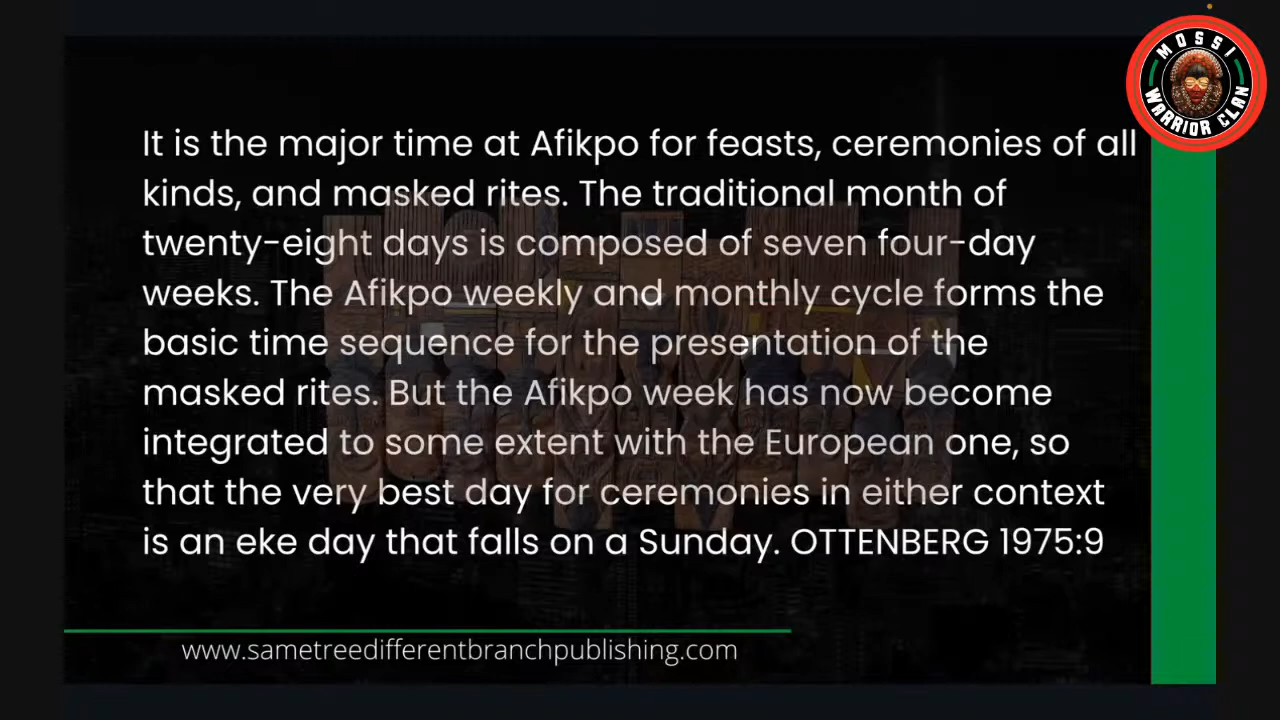 MOSSI
WARRIOR CLAN
It is the major time at Afikpo for feasts, ceremonies of all
kinds, and masked rites. The traditional month of
twenty-eight days is composed of seven four-day
weeks. The Afikpo weekly and monthly cycle forms the
basic time sequence for the presentation of the
masked rites. But the Afikpo week has now become
integrated to some extent with the European one, so
that the very best day for ceremonies in either context
is an eke day that falls on a Sunday. OTTENBERG 1975:9
www.sametreedifferentbranchpublishing.com